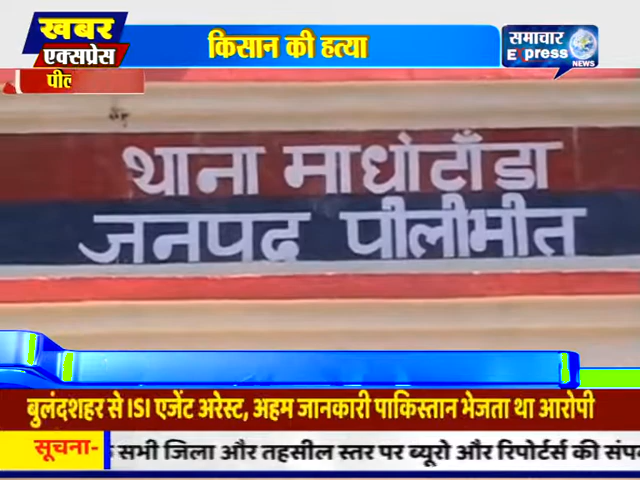 खबर
एक्सप्रेस
किसान की हत्या
समाचार
Express
NEWS
थाना माधोटाँडा
जनपद पीलीभीत
बुलंदशहर से ISI एजेंट अरेस्ट, अहम जानकारी पाकिस्तान भेजता था आरोपी
सूचना- सभी जिला और तहसील स्तर पर ब्यूरो और रिपोर्टर्स की